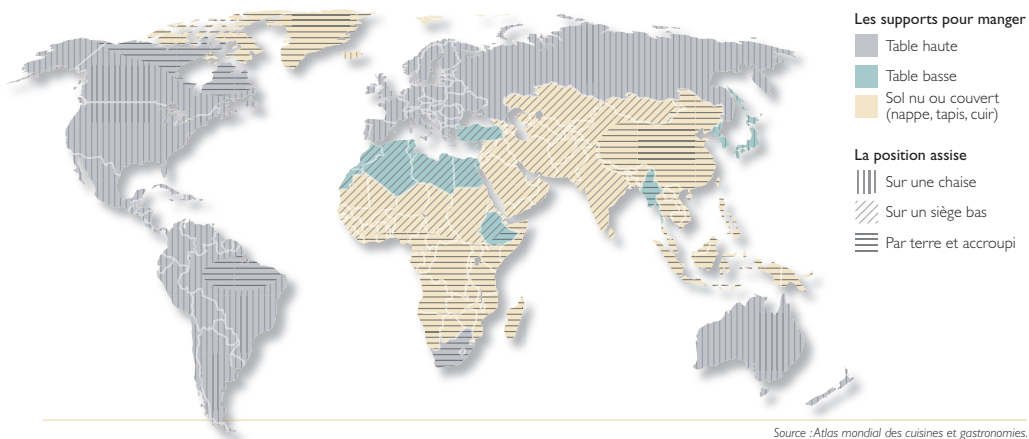 Les supports pour manger
Table haute
Table basse
Sol nu ou couvert
(nappe, tapis, cuir)
La position assise
Sur une chaise
Sur un siège bas
Par terre et accroupi
Source : Atlas mondial des cuisines et gastronomies.